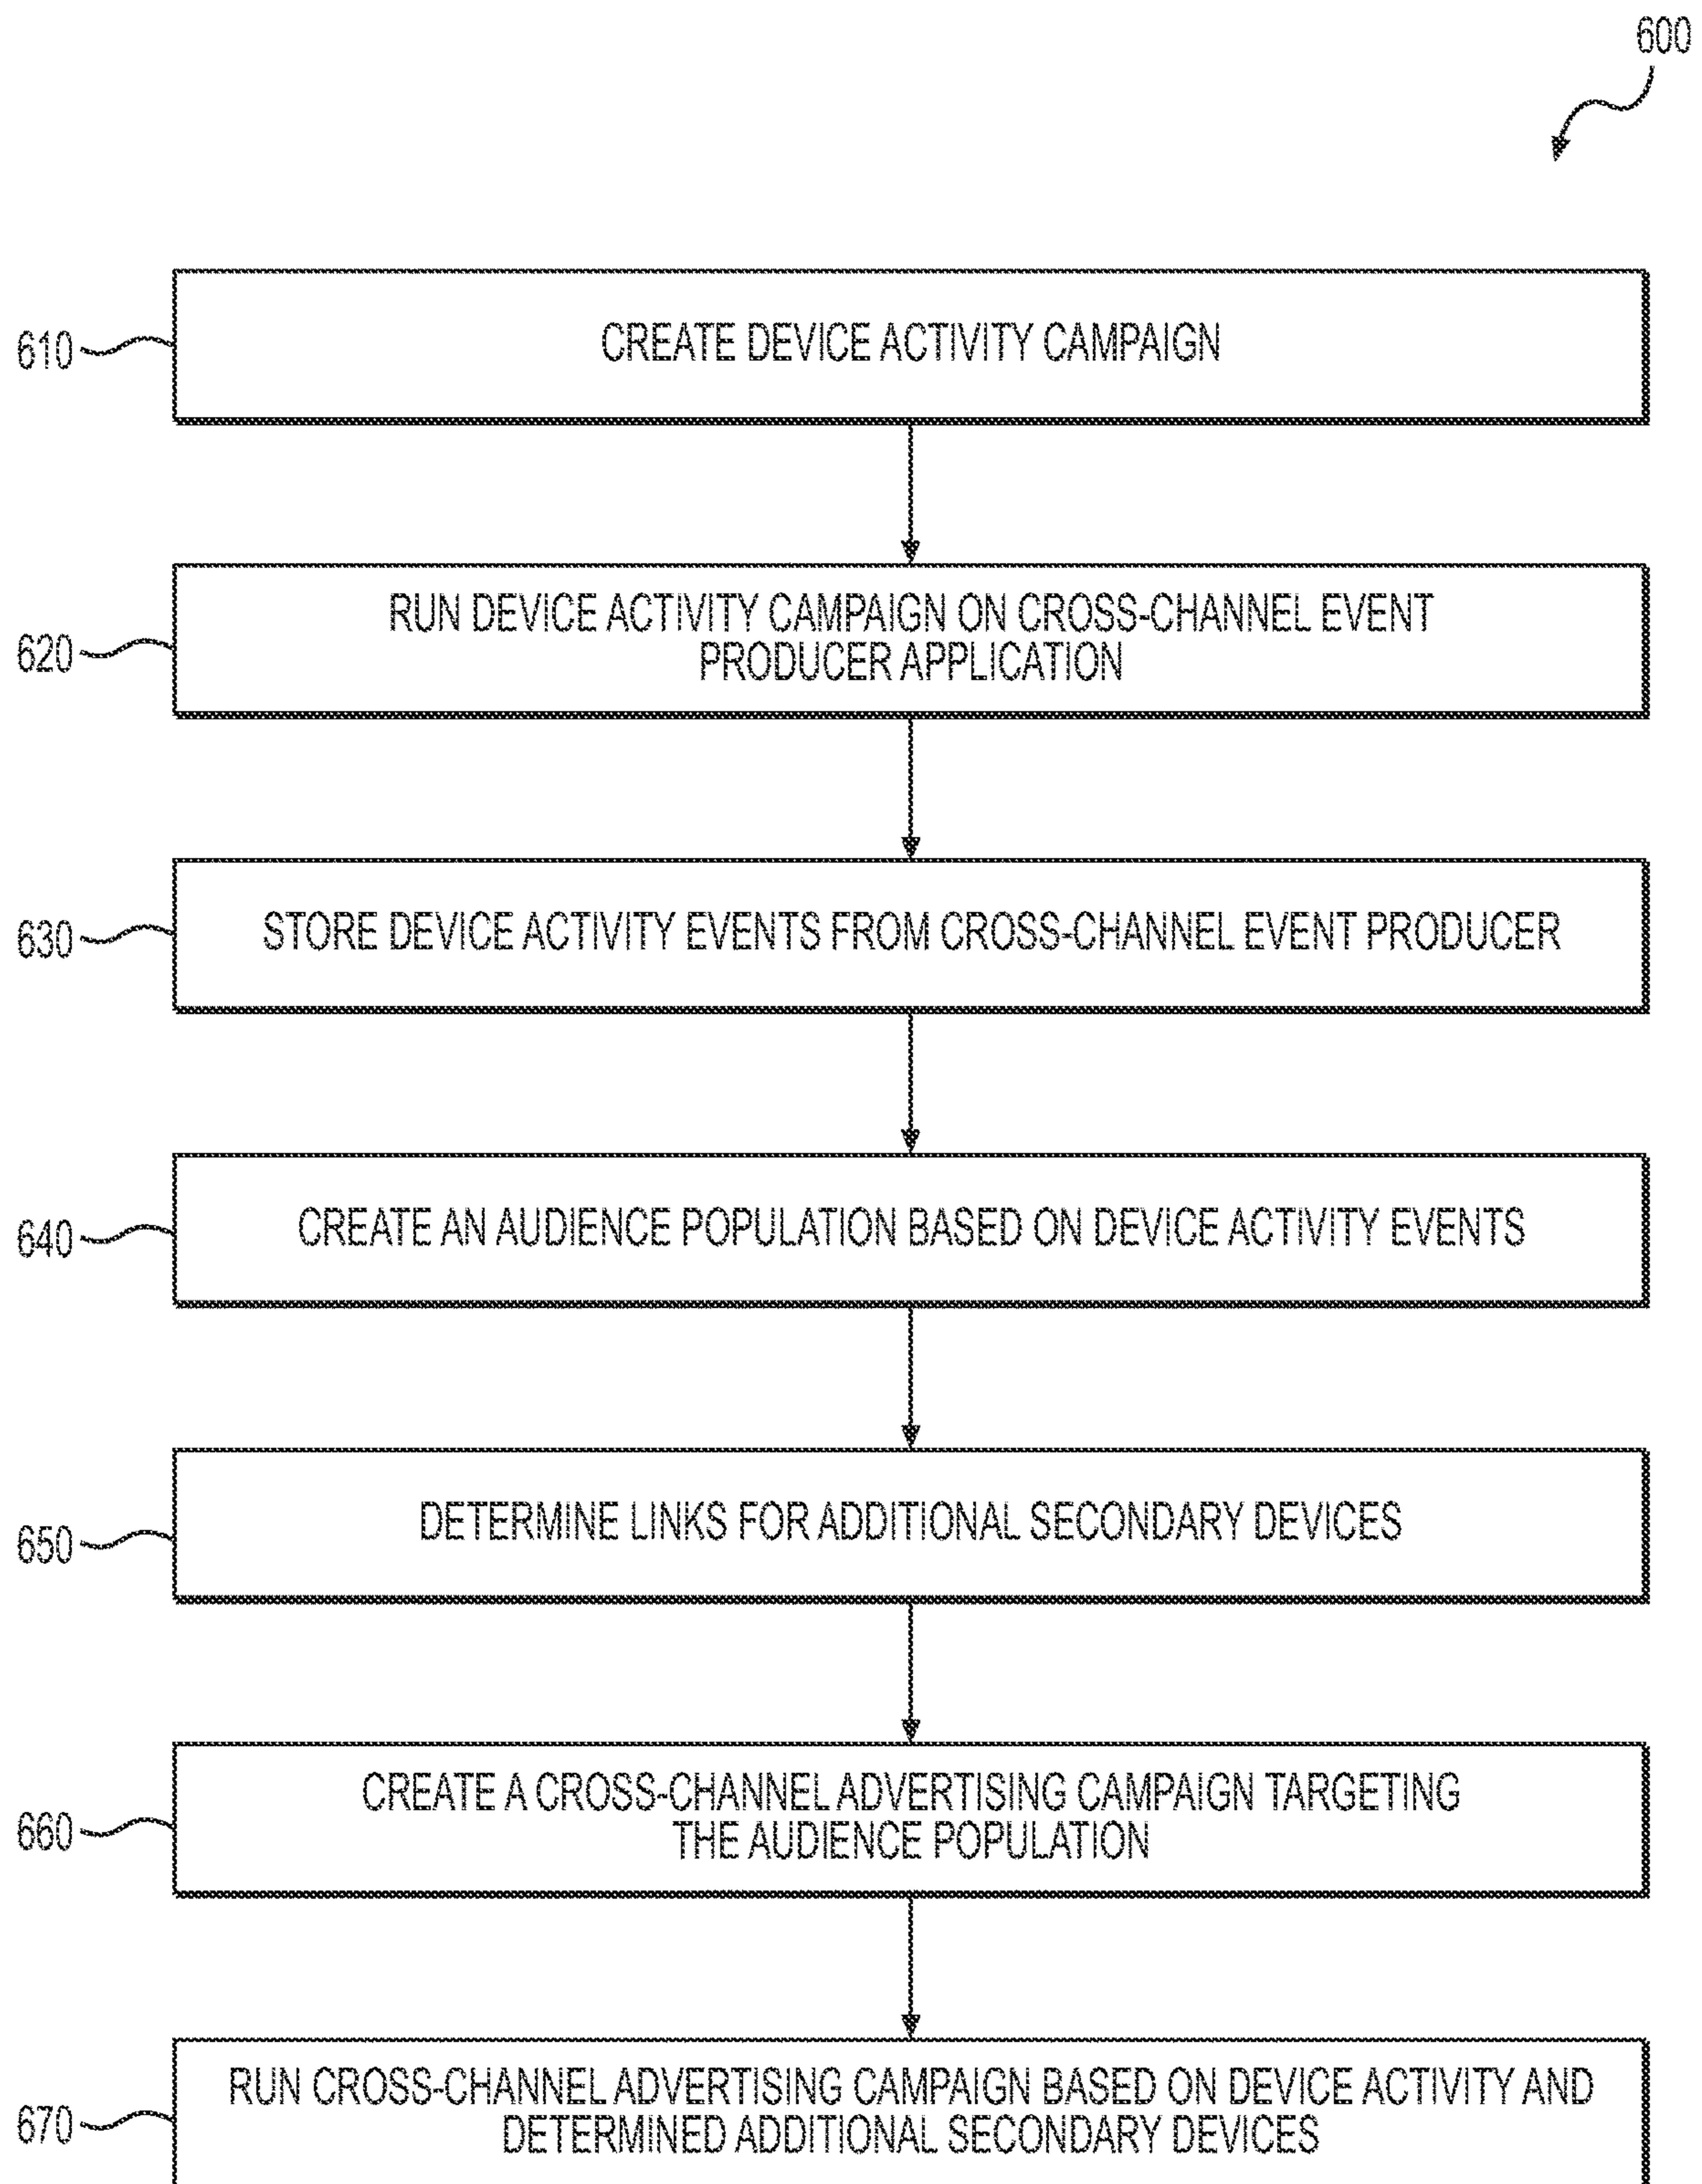 600
610
CREATE DEVICE ACTIVITY CAMPAIGN
620
RUN DEVICE ACTIVITY CAMPAIGN ON CROSS-CHANNEL EVENT
PRODUCER APPLICATION
630
STORE DEVICE ACTIVITY EVENTS FROM CROSS-CHANNEL EVENT PRODUCER
640
CREATE AN AUDIENCE POPULATION BASED ON DEVICE ACTIVITY EVENTS
650
DETERMINE LINKS FOR ADDITIONAL SECONDARY DEVICES
660
CREATE A CROSS-CHANNEL ADVERTISING CAMPAIGN TARGETING
THE AUDIENCE POPULATION
670
RUN CROSS-CHANNEL ADVERTISING CAMPAIGN BASED ON DEVICE ACTIVITY AND
DETERMINED ADDITIONAL SECONDARY DEVICES